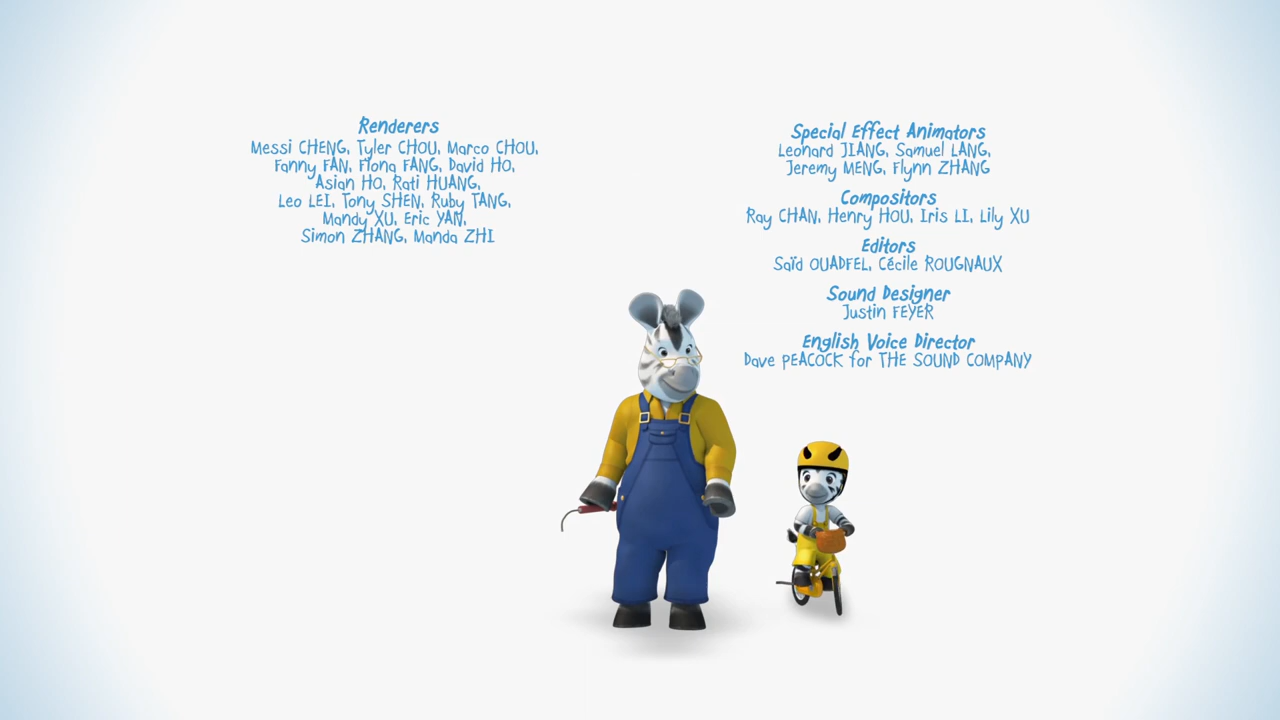 Renderers
Messi CHENG, Tyler CHOU, Marco CHOU,
Fanny FAN, Fiona FANG, David HO,
Asian HO, Rati HUANG,
Leo LEI, Tony SHEN, Ruby TANG,
Mandy XU, Eric YAN,
Simon ZHANG, Manda ZHI
Special Effect Animators
Leonard JIANG, Samuel LANG,
Jeremy MENG, Flynn ZHANG
Compositors
Ray CHAN, Henry HOU, Iris LI, Lily XU
Editors
Saïd OUADFEL, Cécile ROUGNAUX
Sound Designer
Justin FEYER
English Voice Director
Dave PEACOCK for THE SOUND COMPANY